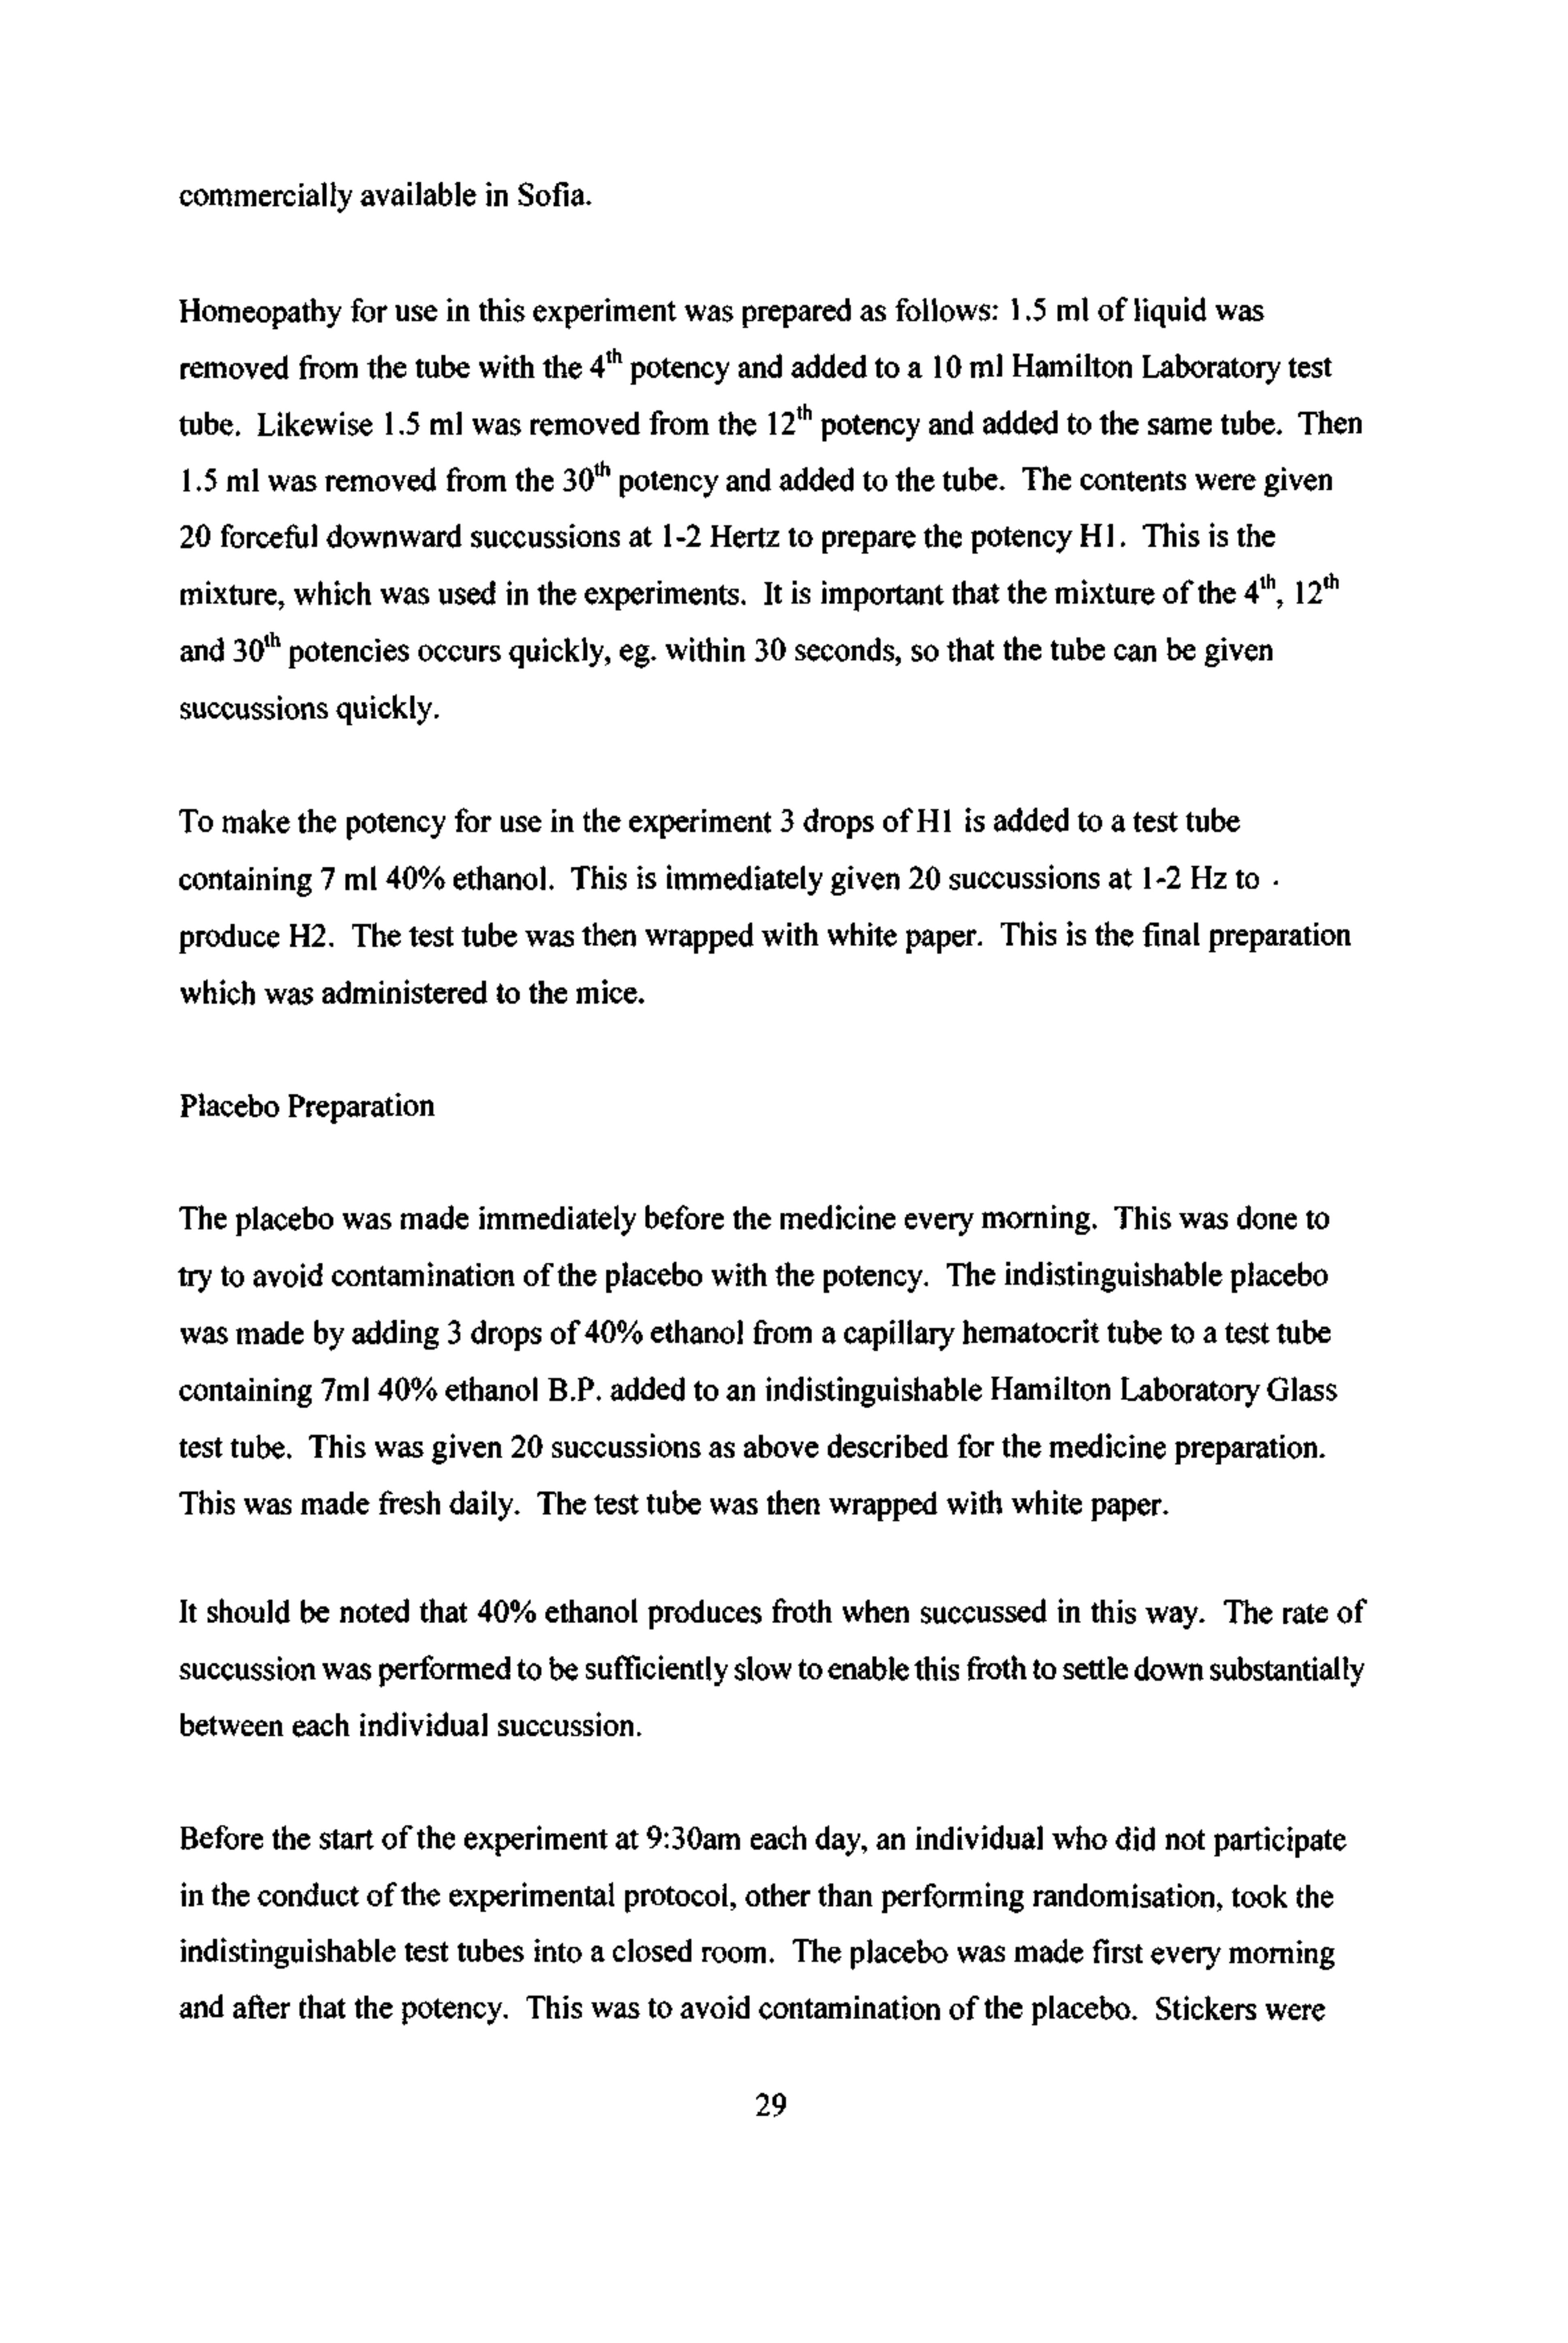 commercially available in Sofia.
Homeopathy for use in this experiment was prepared as follows: 1.5 ml of liquid was
removed from the tube with the 4th potency and added to a 10 ml Hamilton Laboratory test
tube. Likewise 1.5 ml was removed from the 12th potency and added to the same tube. Then
1.5 ml was removed from the 30th potency and added to the tube. The contents were given
20 forceful downward succussions at 1-2 Hertz to prepare the potency H1. This is the
mixture, which was used in the experiments. It is important that the mixture of the 4th, 12th
and 30th potencies occurs quickly, eg. within 30 seconds, so that the tube can be given
succussions quickly.
To make the potency for use in the experiment 3 drops of H1 is added to a test tube
containing 7 ml 40% ethanol. This is immediately given 20 succussions at 1-2 Hz to
produce H2. The test tube was then wrapped with white paper. This is the final preparation
which was administered to the mice.
Placebo Preparation
The placebo was made immediately before the medicine every morning. This was done to
try to avoid contamination of the placebo with the potency. The indistinguishable placebo
was made by adding 3 drops of 40% ethanol from a capillary hematocrit tube to a test tube
containing 7ml 40% ethanol B.P. added to an indistinguishable Hamilton Laboratory Glass
test tube. This was given 20 succussions as above described for the medicine preparation.
This was made fresh daily. The test tube was then wrapped with white paper.
It should be noted that 40% ethanol produces froth when succussed in this way. The rate of
succussion was performed to be sufficiently slow to enable this froth to settle down substantially
between each individual succussion.
Before the start of the experiment at 9:30am each day, an individual who did not participate
in the conduct of the experimental protocol, other than performing randomisation, took the
indistinguishable test tubes into a closed room. The placebo was made first every morning
and after that the potency. This was to avoid contamination of the placebo. Stickers were
29